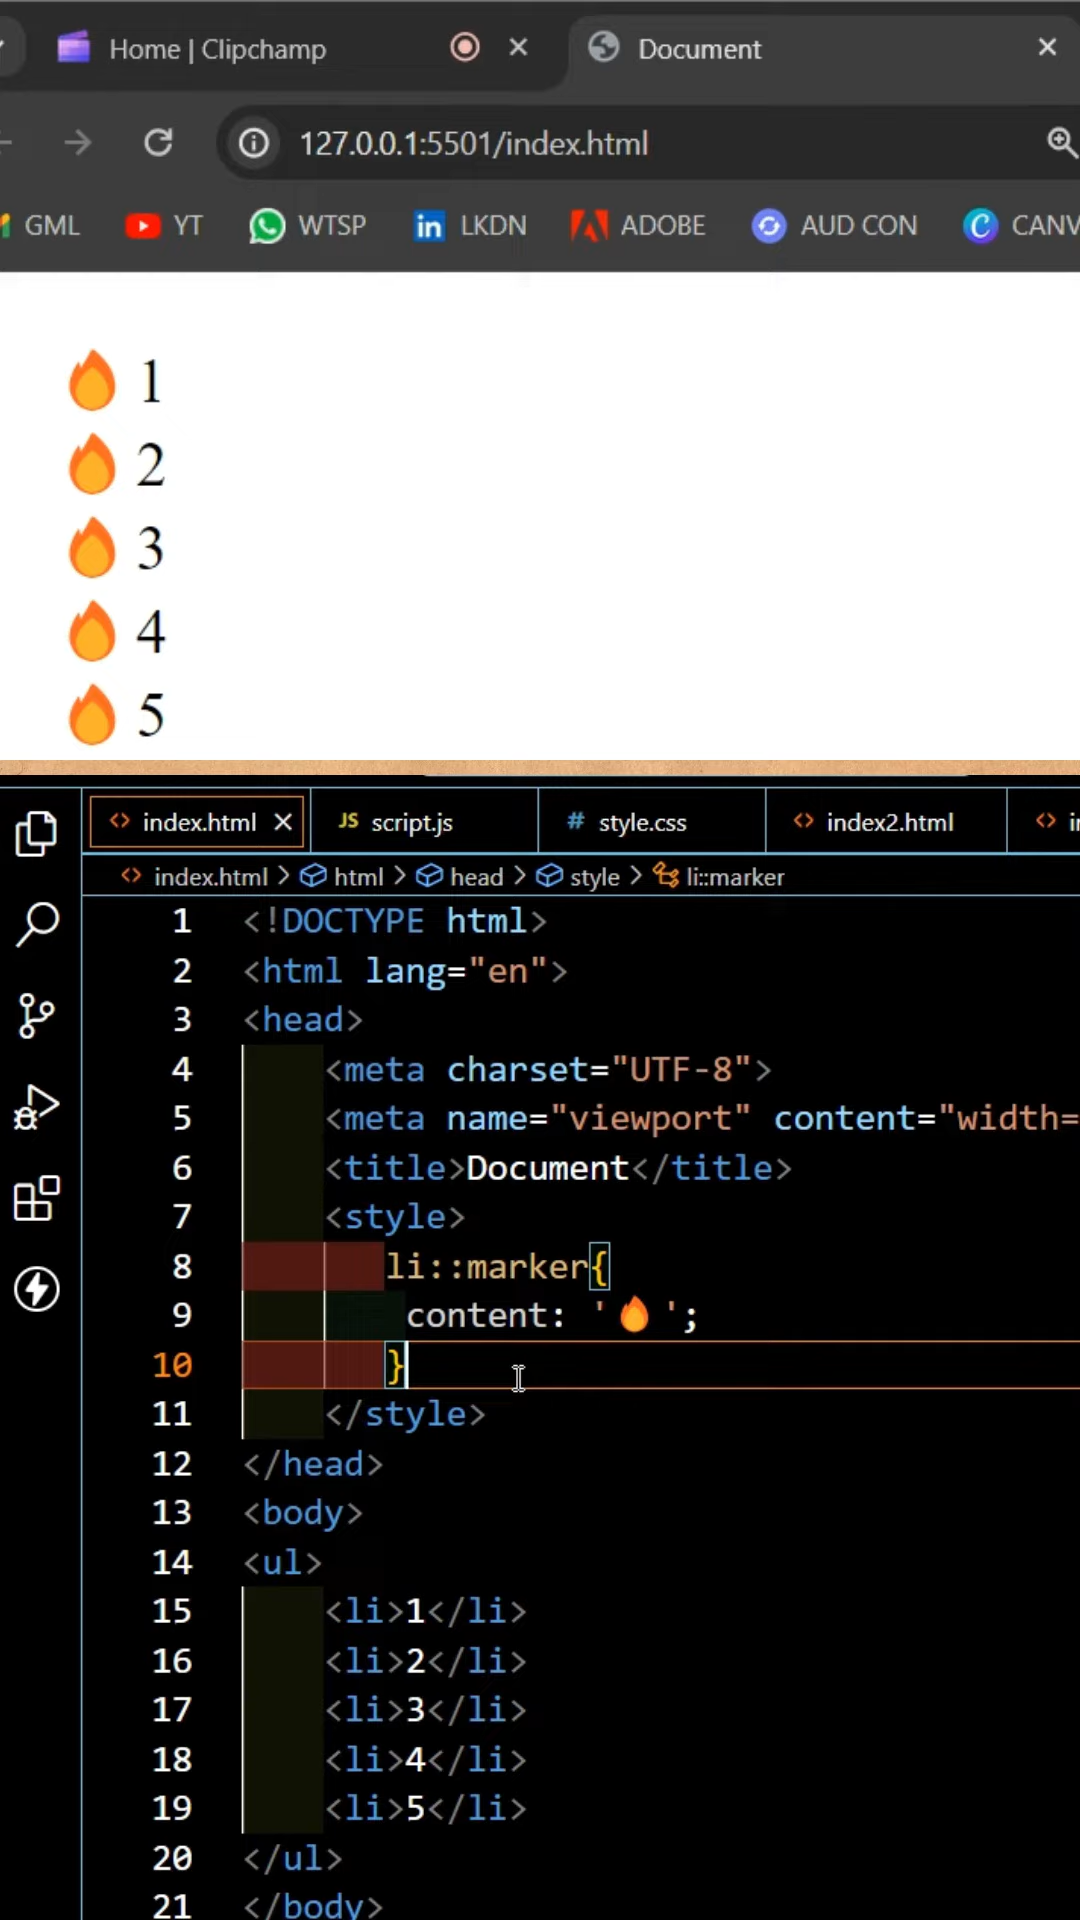 Home | Clipchamp
Document
127.0.0.1:5501/index.html
GML YT WTSP LKDN ADOBE AUD CON CANV
🔥 1
🔥 2
🔥 3
🔥 4
🔥 5
index.html JS script.js # style.css index2.html
index.html > html > head > style > li::marker
1 <!DOCTYPE html>
2 <html lang="en">
3 <head>
4 <meta charset="UTF-8">
5 <meta name="viewport" content="width=
6 <title>Document</title>
7 <style>
8 li::marker{
9 content: '🔥 ';
10 }
11 </style>
12 </head>
13 <body>
14 <ul>
15 <li>1</li>
16 <li>2</li>
17 <li>3</li>
18 <li>4</li>
19 <li>5</li>
20 </ul>
21 </body>